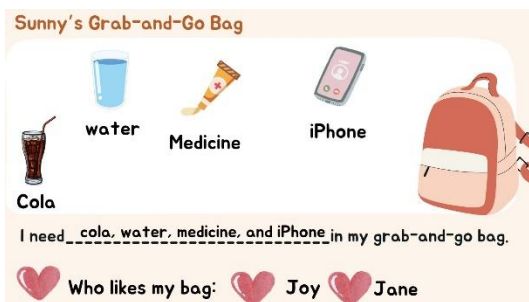 Sunny's Grab-and-Go Bag
water
Medicine
iPhone
Cola
I need cola, water, medicine, and iPhone in my grab-and-go bag.
Who likes my bag: Joy Jane